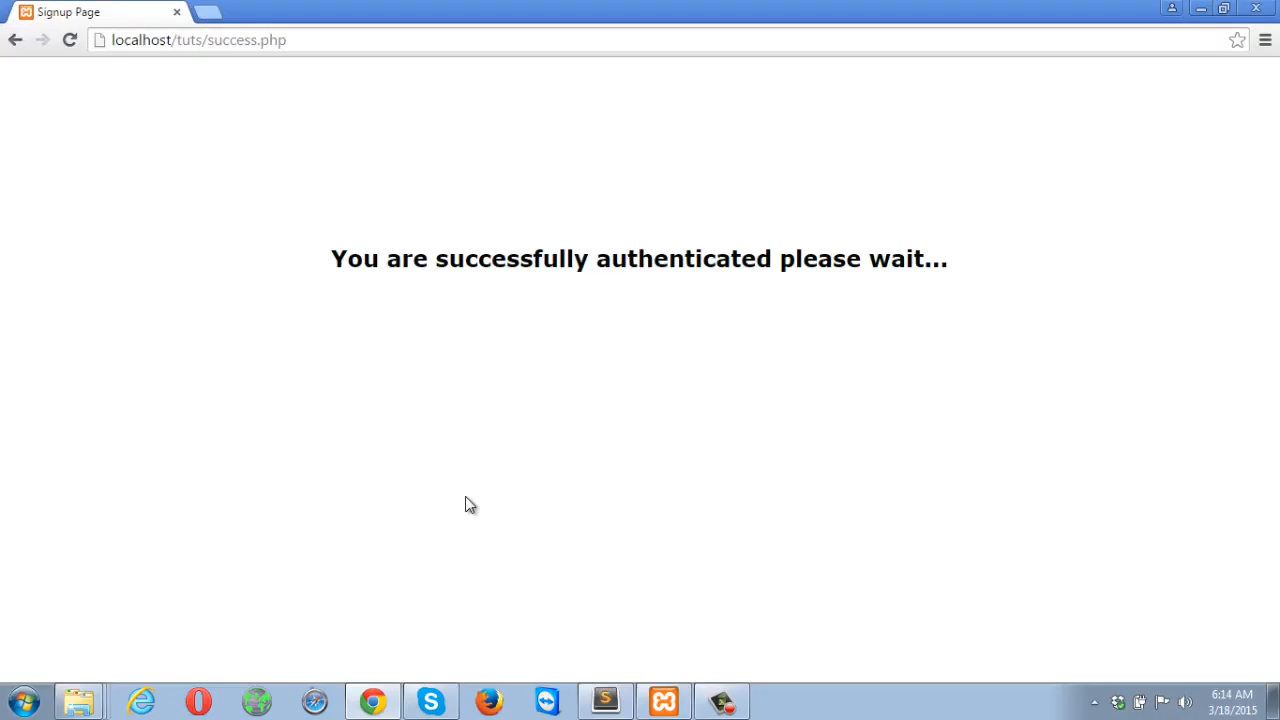 Signup Page
localhost/tuts/success.php
You are successfully authenticated please wait...
6:14 AM
3/18/2015